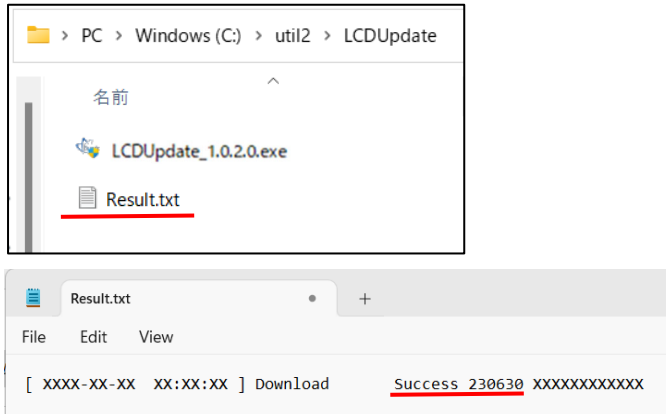 > PC > Windows (C:) > util2 > LCDUpdate
名前
LCDUpdate_1.0.2.0.exe
Result.txt
Result.txt
File Edit View
[ XXXX-XX-XX XX:XX:XX ] Download Success 230630 XXXXXXXXXXXX